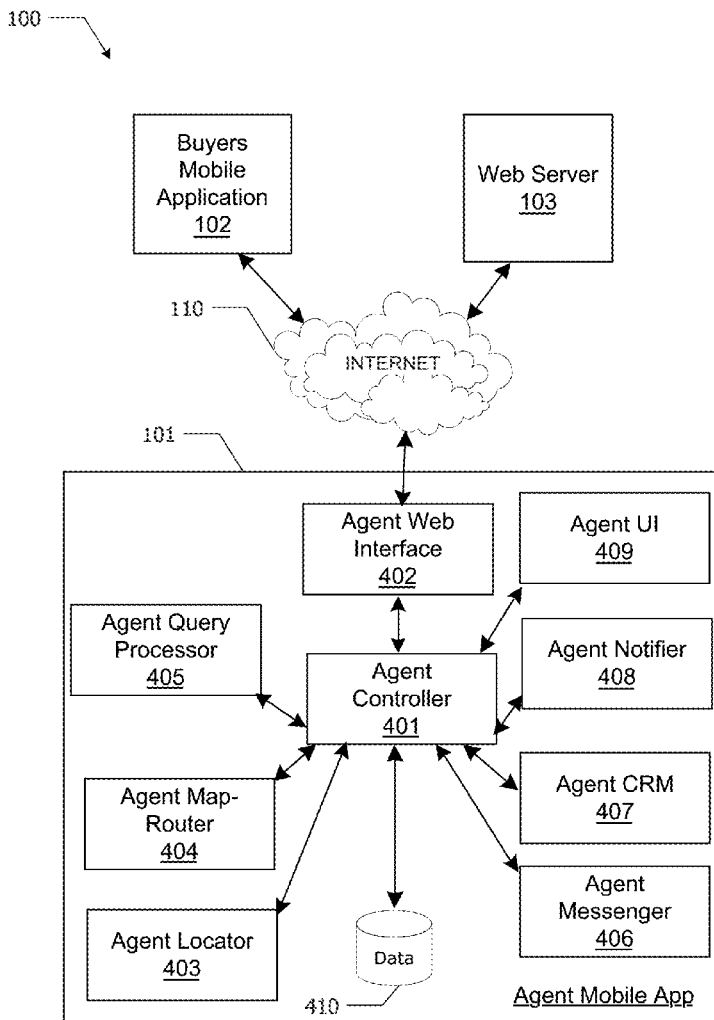 100
Buyers
Mobile
Application
102
Web Server
103
110
INTERNET
101
Agent Web
Interface
402
Agent UI
409
Agent Query
Processor
405
Agent
Controller
401
Agent Notifier
408
Agent Map-
Router
404
Agent CRM
407
Agent Locator
403
Data
410
Agent
Messenger
406
Agent Mobile App